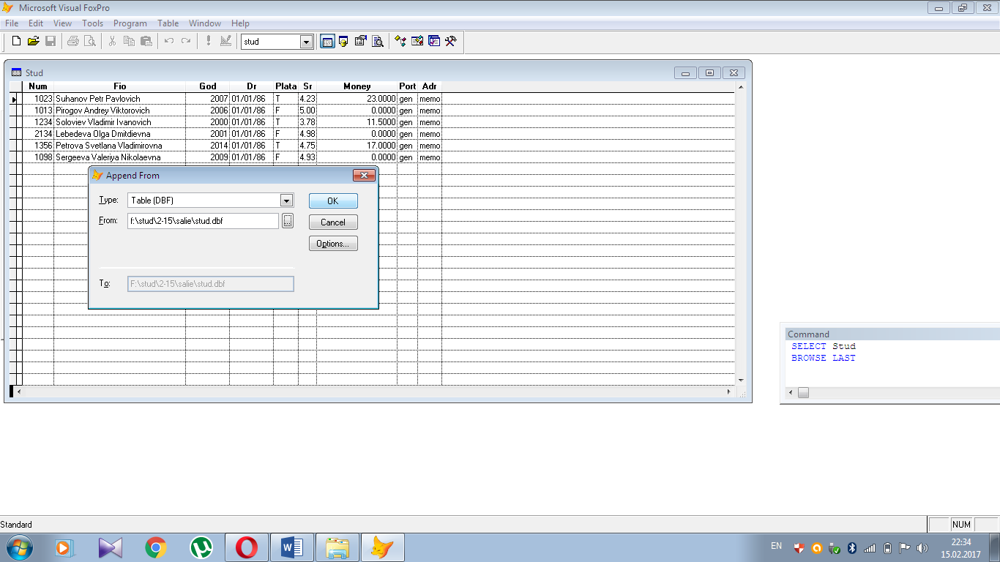 Microsoft Visual FoxPro
File Edit View Tools Program Table Window Help
stud
Stud
Num Fio God Dr Plata Sr Money Port Adr
1023 Suhanov Petr Pavlovich 2007 01/01/86 T 4.23 23.0000 gen memo
1013 Pirogov Andrey Viktorovich 2006 01/01/86 F 5.00 0.0000 gen memo
1234 Soloviev Vladimir Ivanovich 2000 01/01/86 T 3.78 11.5000 gen memo
2134 Lebedeva Olga Dmitdievna 2001 01/01/86 F 4.98 0.0000 gen memo
1356 Petrova Svetlana Vladimirovna 2014 01/01/86 T 4.75 17.0000 gen memo
1098 Sergeeva Valeriya Nikolaevna 2009 01/01/86 F 4.93 0.0000 gen memo
Append From
Type: Table (DBF) OK
From: f:\stud\2-15\salie\stud.dbf ... Cancel
Options...
To: F:\stud\2-15\salie\stud.dbf
Command
SELECT Stud
BROWSE LAST
Standard NUM
EN 22:34
15.02.2017